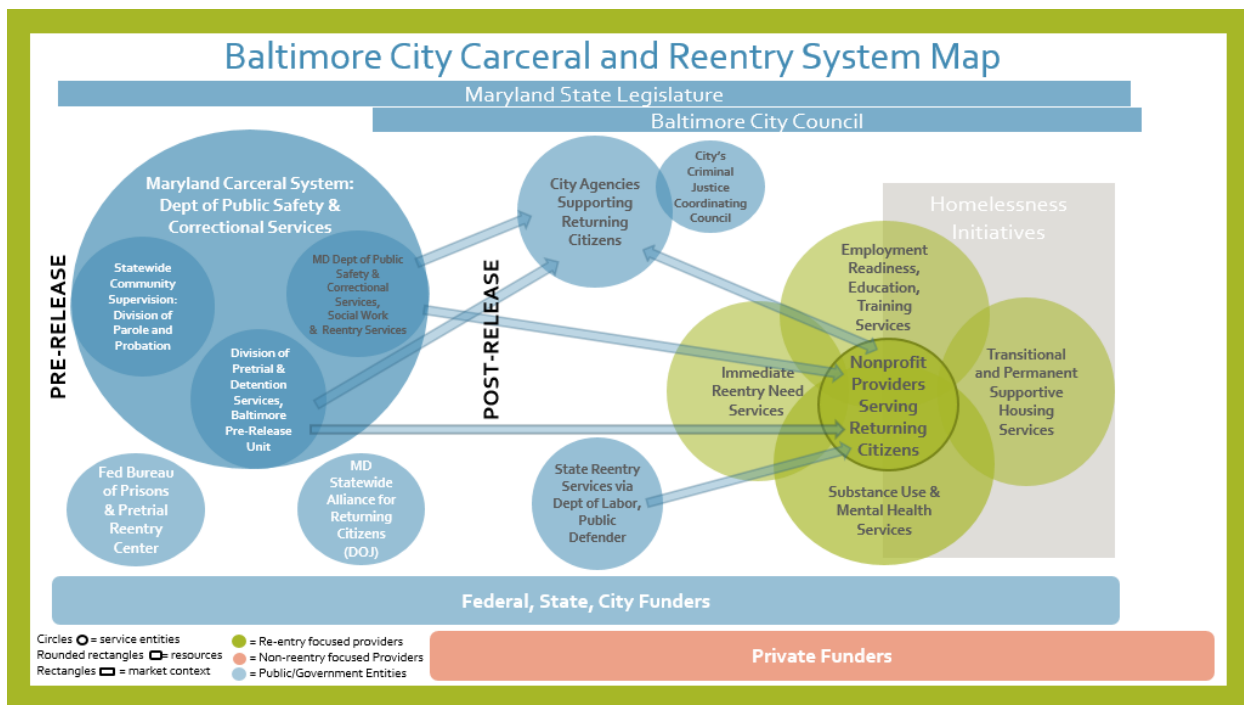 Baltimore City Carceral and Reentry System Map
Maryland State Legislature
Baltimore City Council
PRE-RELEASE
Maryland Carceral System:
Dept of Public Safety &
Correctional Services
Statewide
Community
Supervision:
Division of
Parole and
Probation
MD Dept of Public
Safety &
Correctional
Services,
Social Work
& Reentry Services
Division of
Pretrial &
Detention
Services,
Baltimore
Pre-Release
Unit
Fed Bureau
of Prisons
& Pretrial
Reentry
Center
MD
Statewide
Alliance for
Returning
Citizens
(DOJ)
POST-RELEASE
City Agencies
Supporting
Returning
Citizens
City's
Criminal
Justice
Coordinating
Council
State Reentry
Services via
Dept of Labor,
Public
Defender
Homelessness
Initiatives
Employment
Readiness,
Education,
Training
Services
Immediate
Reentry Need
Services
Nonprofit
Providers
Serving
Returning
Citizens
Transitional
and Permanent
Supportive
Housing
Services
Substance Use &
Mental Health
Services
Federal, State, City Funders
Private Funders
Circles = service entities
Rounded rectangles = resources
Rectangles = market context
= Re-entry focused providers
= Non-reentry focused Providers
= Public/Government Entities